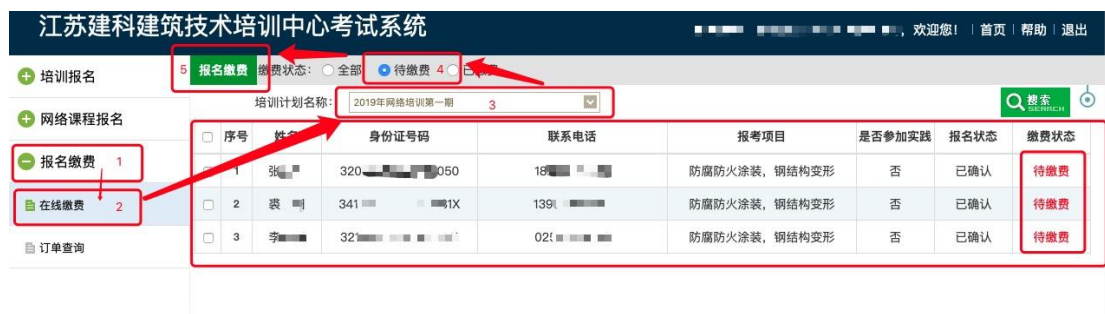 江苏建科建筑技术培训中心考试系统
，欢迎您！ | 首页 | 帮助 | 退出
培训报名
网络课程报名
报名缴费 1
在线缴费 2
订单查询
5 报名缴费 缴费状态： 全部 待缴费 4
培训计划名称： 2019年网络培训第一期 3 搜索 SEARCH
序号 姓名 身份证号码 联系电话 报考项目 是否参加实践 报名状态 缴费状态
1 张 320 050 18 防腐防火涂装，钢结构变形 否 已确认 待缴费
2 裘 341 81X 139 防腐防火涂装，钢结构变形 否 已确认 待缴费
3 李 32 02 防腐防火涂装，钢结构变形 否 已确认 待缴费